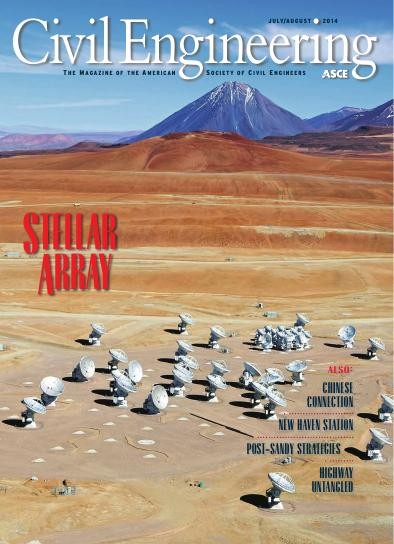 JULY/AUGUST • 2014
Civil Engineering
THE MAGAZINE OF THE AMERICAN SOCIETY OF CIVIL ENGINEERS ASCE
STELLAR
ARRAY
ALSO:
CHINESE
CONNECTION
NEW HAVEN STATION
POST-SANDY STRATEGIES
HIGHWAY
UNTANGLED